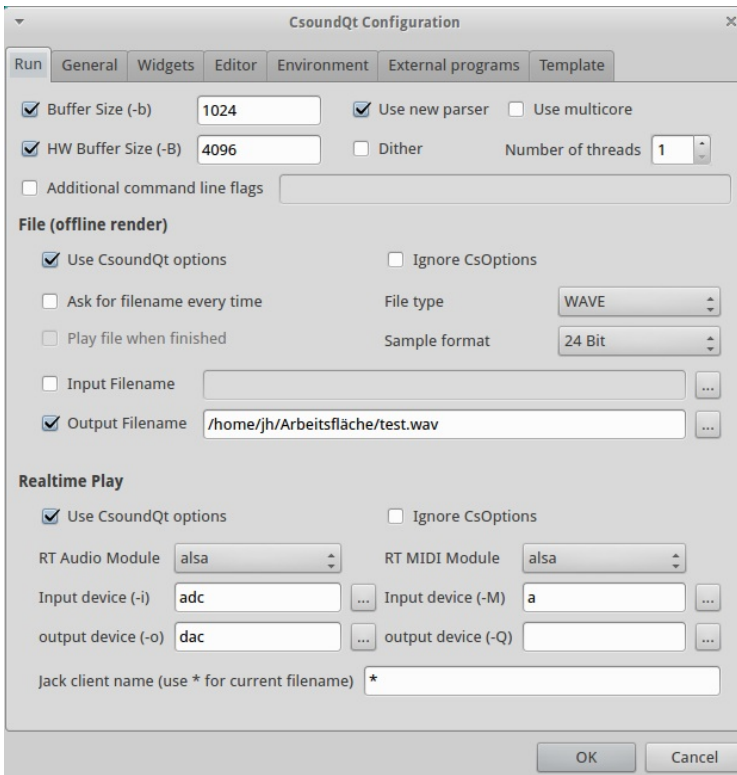 CsoundQt Configuration
Run General Widgets Editor Environment External programs Template
Buffer Size (-b) 1024 Use new parser Use multicore
HW Buffer Size (-B) 4096 Dither Number of threads 1
Additional command line flags
File (offline render)
Use CsoundQt options Ignore CsOptions
Ask for filename every time File type WAVE
Play file when finished Sample format 24 Bit
Input Filename ...
Output Filename /home/jh/Arbeitsfläche/test.wav ...
Realtime Play
Use CsoundQt options Ignore CsOptions
RT Audio Module alsa RT MIDI Module alsa
Input device (-i) adc ... Input device (-M) a ...
output device (-o) dac ... output device (-Q) ...
Jack client name (use * for current filename) *
OK Cancel